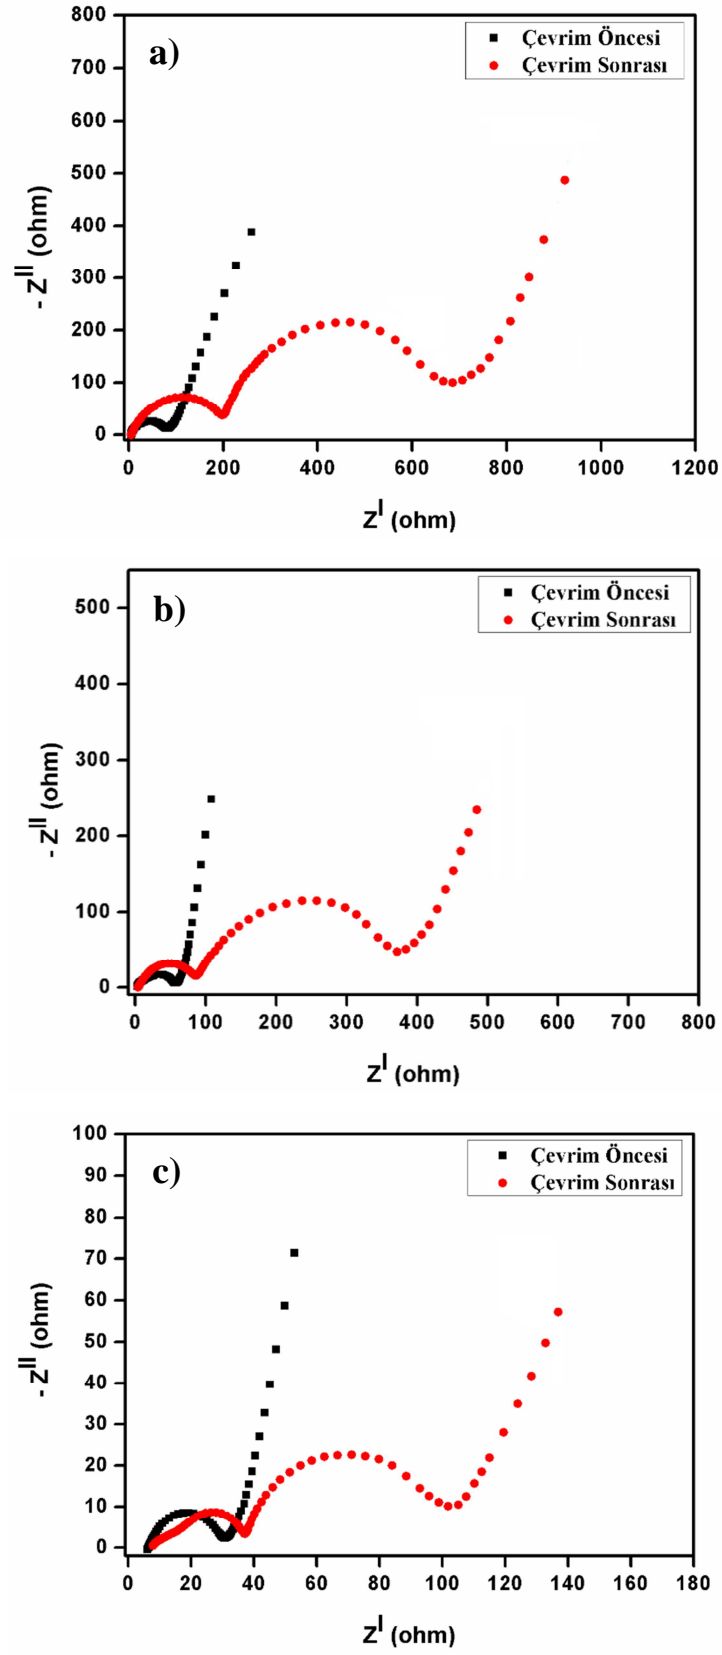 a)
Çevrim Öncesi
Çevrim Sonrası
800
700
600
500
400
300
200
100
0
- Z^II (ohm)
0 200 400 600 800 1000 1200
Z^I (ohm)
b)
Çevrim Öncesi
Çevrim Sonrası
500
400
300
200
100
0
- Z^II (ohm)
0 100 200 300 400 500 600 700 800
Z^I (ohm)
c)
Çevrim Öncesi
Çevrim Sonrası
100
90
80
70
60
50
40
30
20
10
0
- Z^II (ohm)
0 20 40 60 80 100 120 140 160 180
Z^I (ohm)